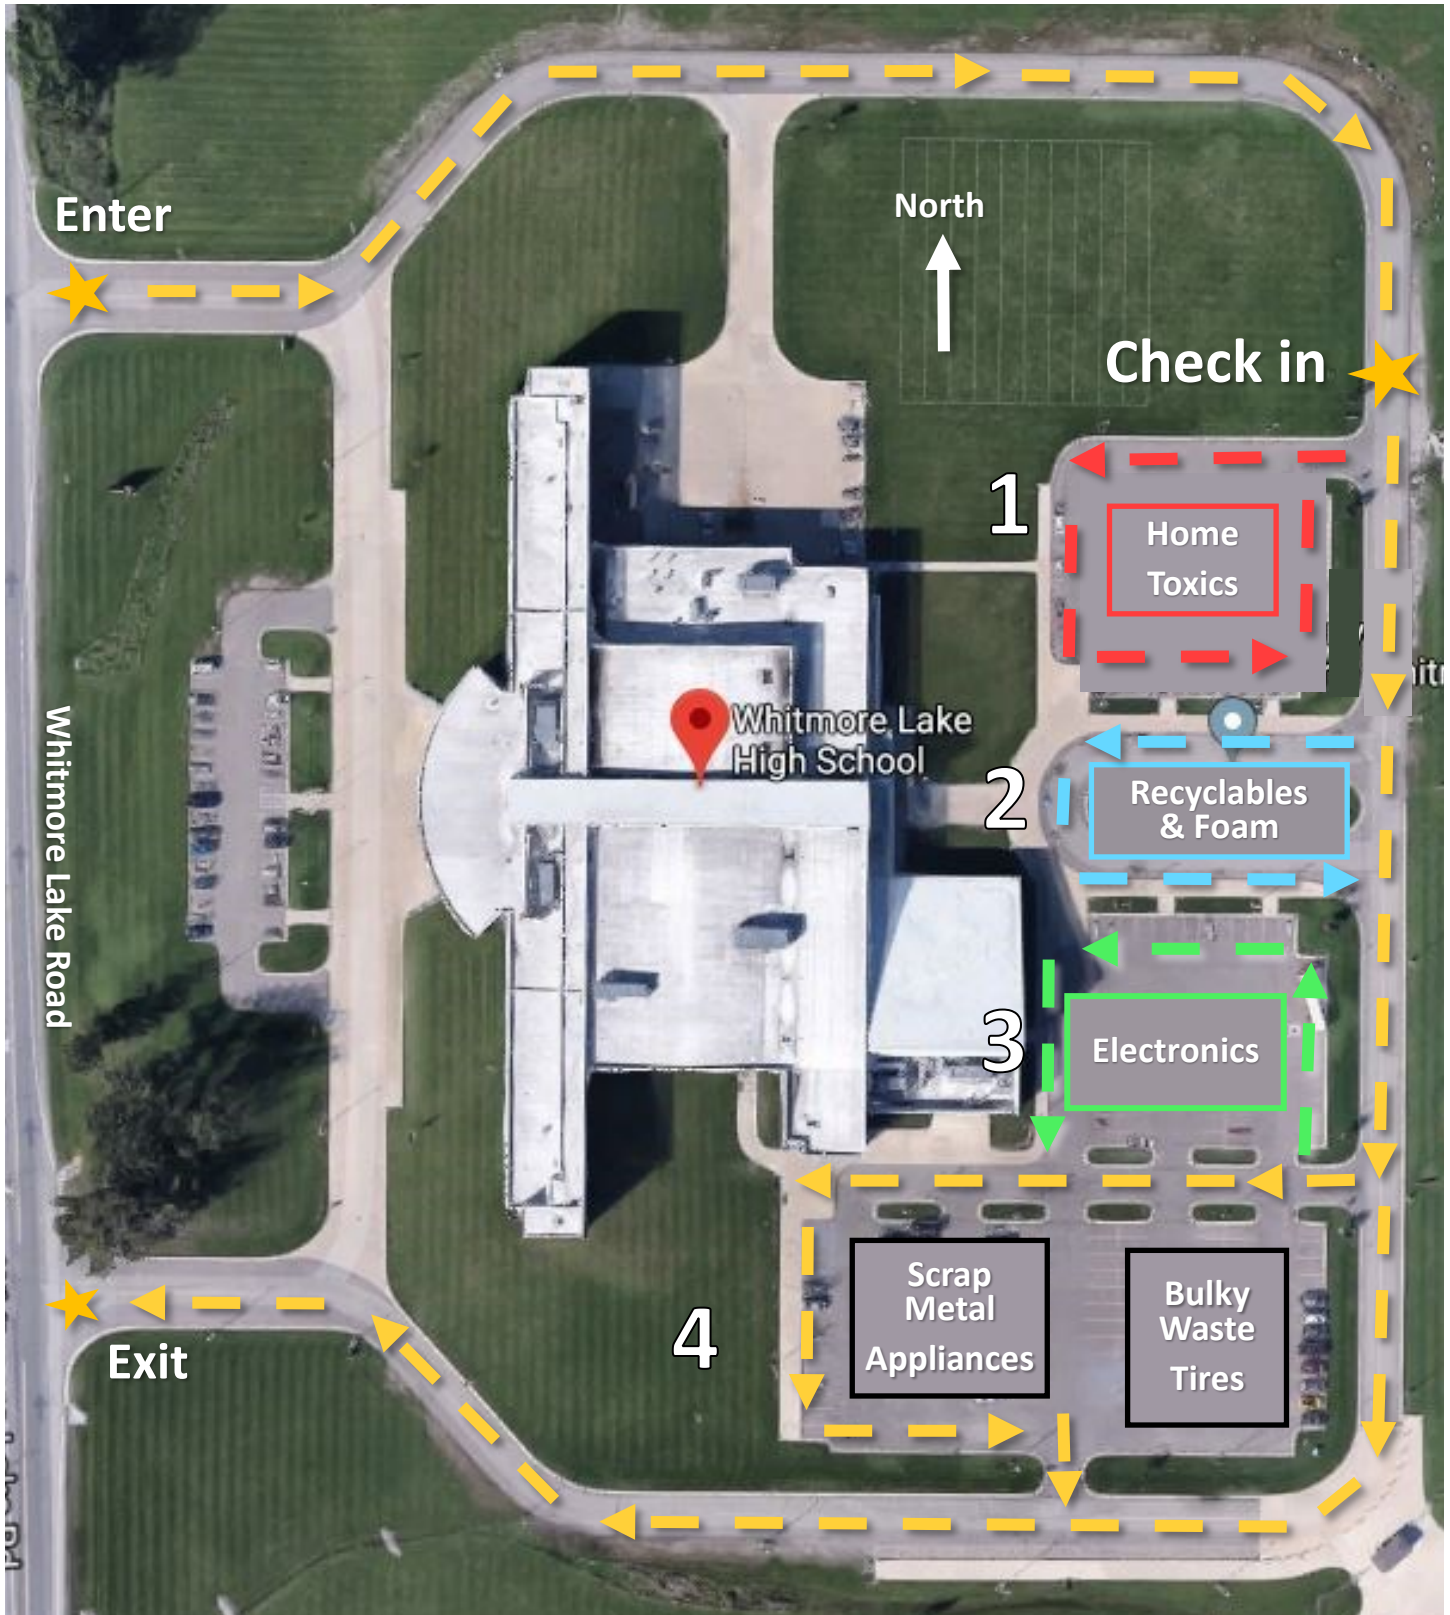 Enter
North
Check in
1
Home
Toxics
Whitmore Lake
High School
2
Recyclables
& Foam
Whitmore Lake Road
3
Electronics
Scrap
Metal
Appliances
Bulky
Waste
Tires
4
Exit